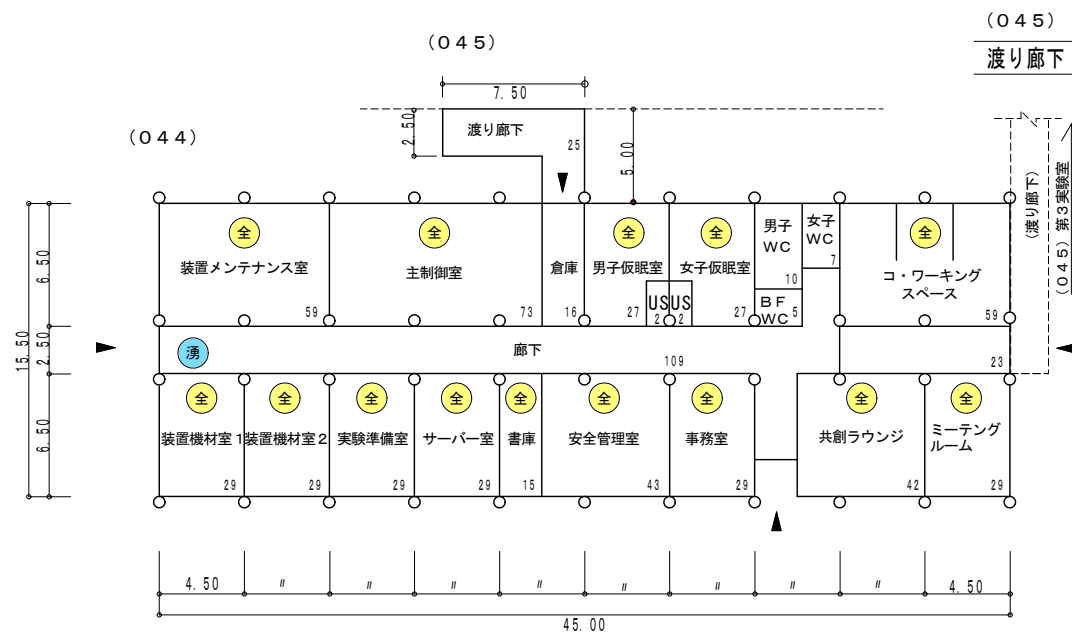 (045)
渡り廊下
(045)
7.50
2.50
渡り廊下
25
5.00
(044)
(渡り廊下)
(045) 第3実験室
全
装置メンテナンス室
59
全
主制御室
73
倉庫
16
全
男子仮眠室
27
US
2
US
2
全
女子仮眠室
27
男子
WC
10
女子
WC
7
BF
WC
5
全
コ・ワーキング
スペース
59
6.50
2.50
6.50
15.50
湧
廊下
109
23
全
装置機材室1
29
全
装置機材室2
29
全
実験準備室
29
全
サーバー室
29
全
書庫
15
全
安全管理室
43
全
事務室
29
全
共創ラウンジ
42
全
ミーテング
ルーム
29
4.50 〃 〃 〃 〃 〃 〃 〃 〃 4.50
45.00